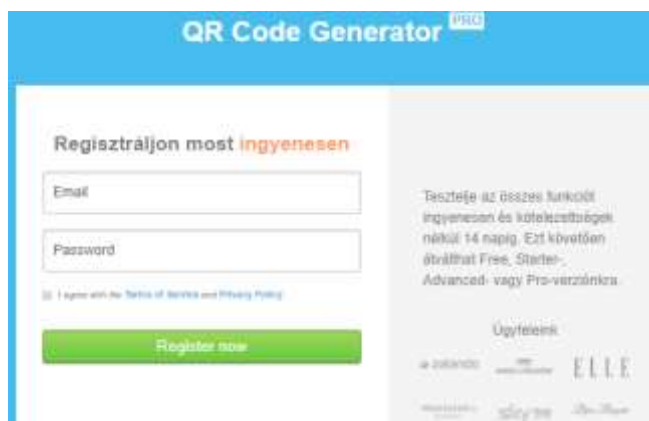 QR Code Generator PRO
Regisztráljon most ingyenesen
Email
Password
I agree with the Terms of Service and Privacy Policy
Register now
Tesztelje az összes funkciót
ingyenesen és kötelezettségek
nélkül 14 napig. Ezt követően
átválthat Free, Starter-,
Advanced- vagy Pro-verziónkra.
Ügyfeleink
zalando
ELLE